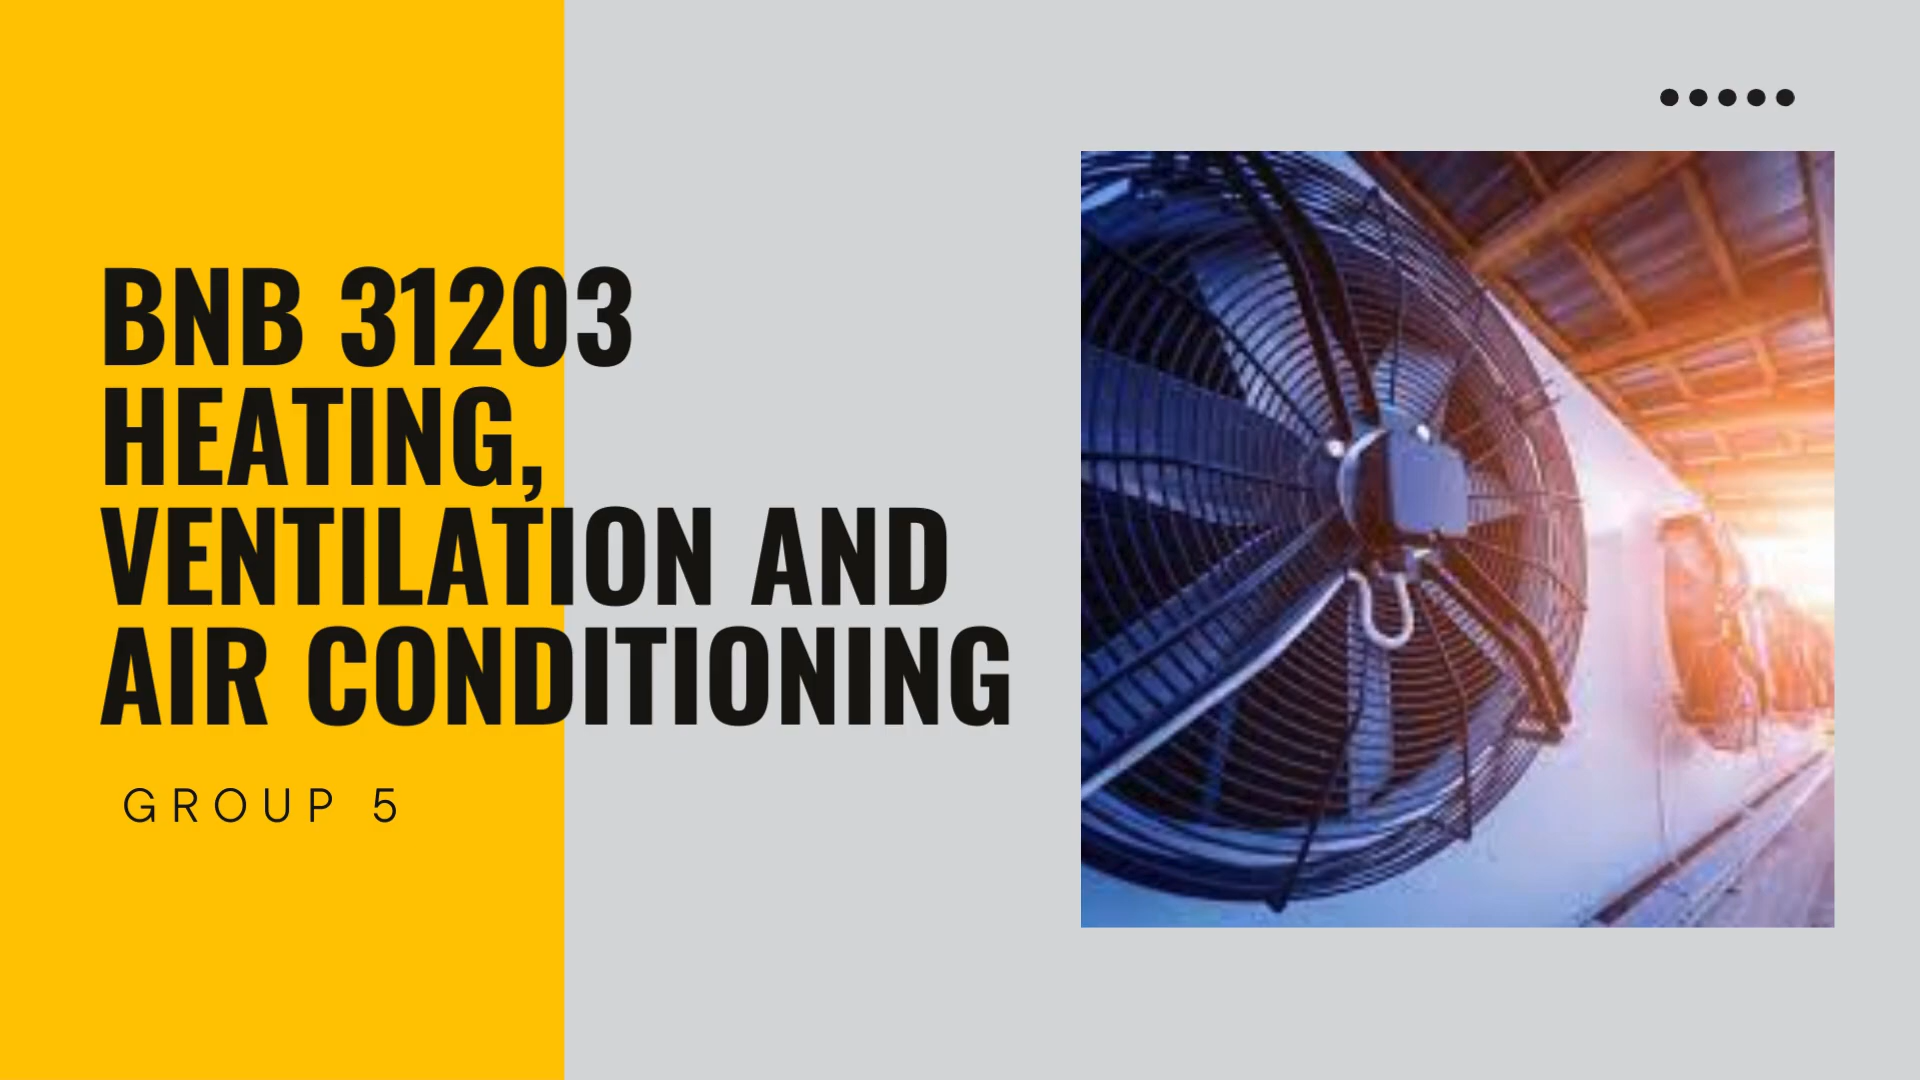 BNB 31203
HEATING,
VENTILATION AND
AIR CONDITIONING
GROUP 5